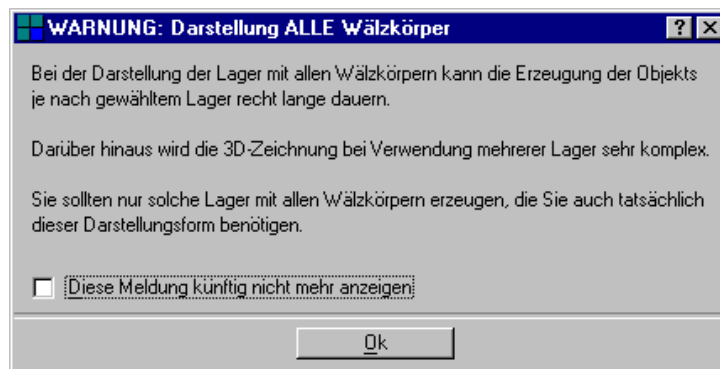 WARNUNG: Darstellung ALLE Wälzkörper
Bei der Darstellung der Lager mit allen Wälzkörpern kann die Erzeugung der Objekts
je nach gewähltem Lager recht lange dauern.
Darüber hinaus wird die 3D-Zeichnung bei Verwendung mehrerer Lager sehr komplex.
Sie sollten nur solche Lager mit allen Wälzkörpern erzeugen, die Sie auch tatsächlich
dieser Darstellungsform benötigen.
Diese Meldung künftig nicht mehr anzeigen
Ok